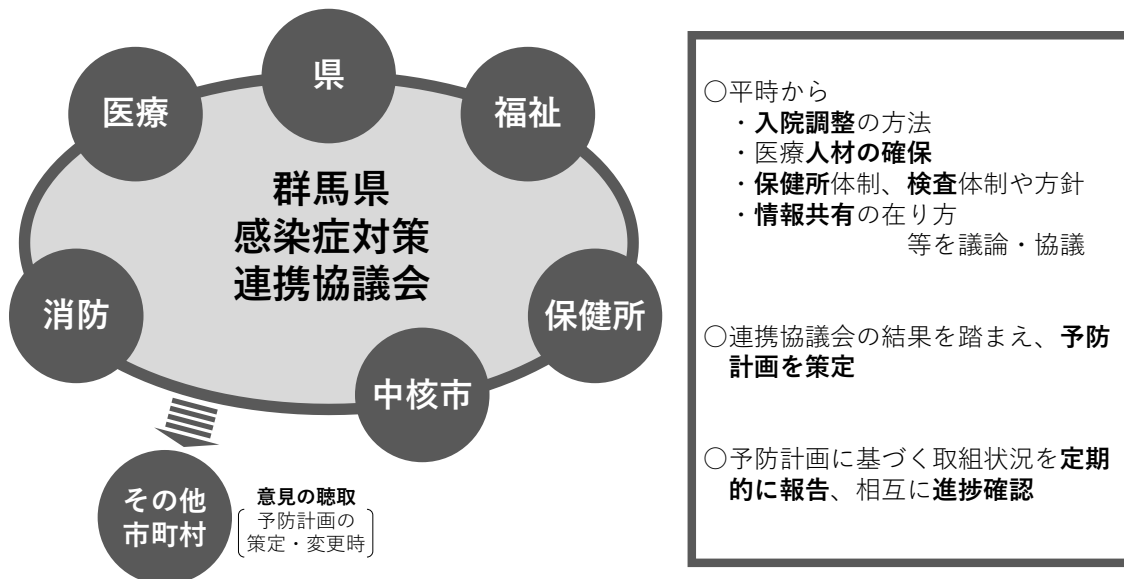 県
医療
福祉
群馬県
感染症対策
連携協議会
消防
保健所
中核市
その他
市町村
意見の聴取
予防計画の
策定・変更時
○平時から
・入院調整の方法
・医療人材の確保
・保健所体制、検査体制や方針
・情報共有の在り方
等を議論・協議
○連携協議会の結果を踏まえ、予防
計画を策定
○予防計画に基づく取組状況を定期
的に報告、相互に進捗確認